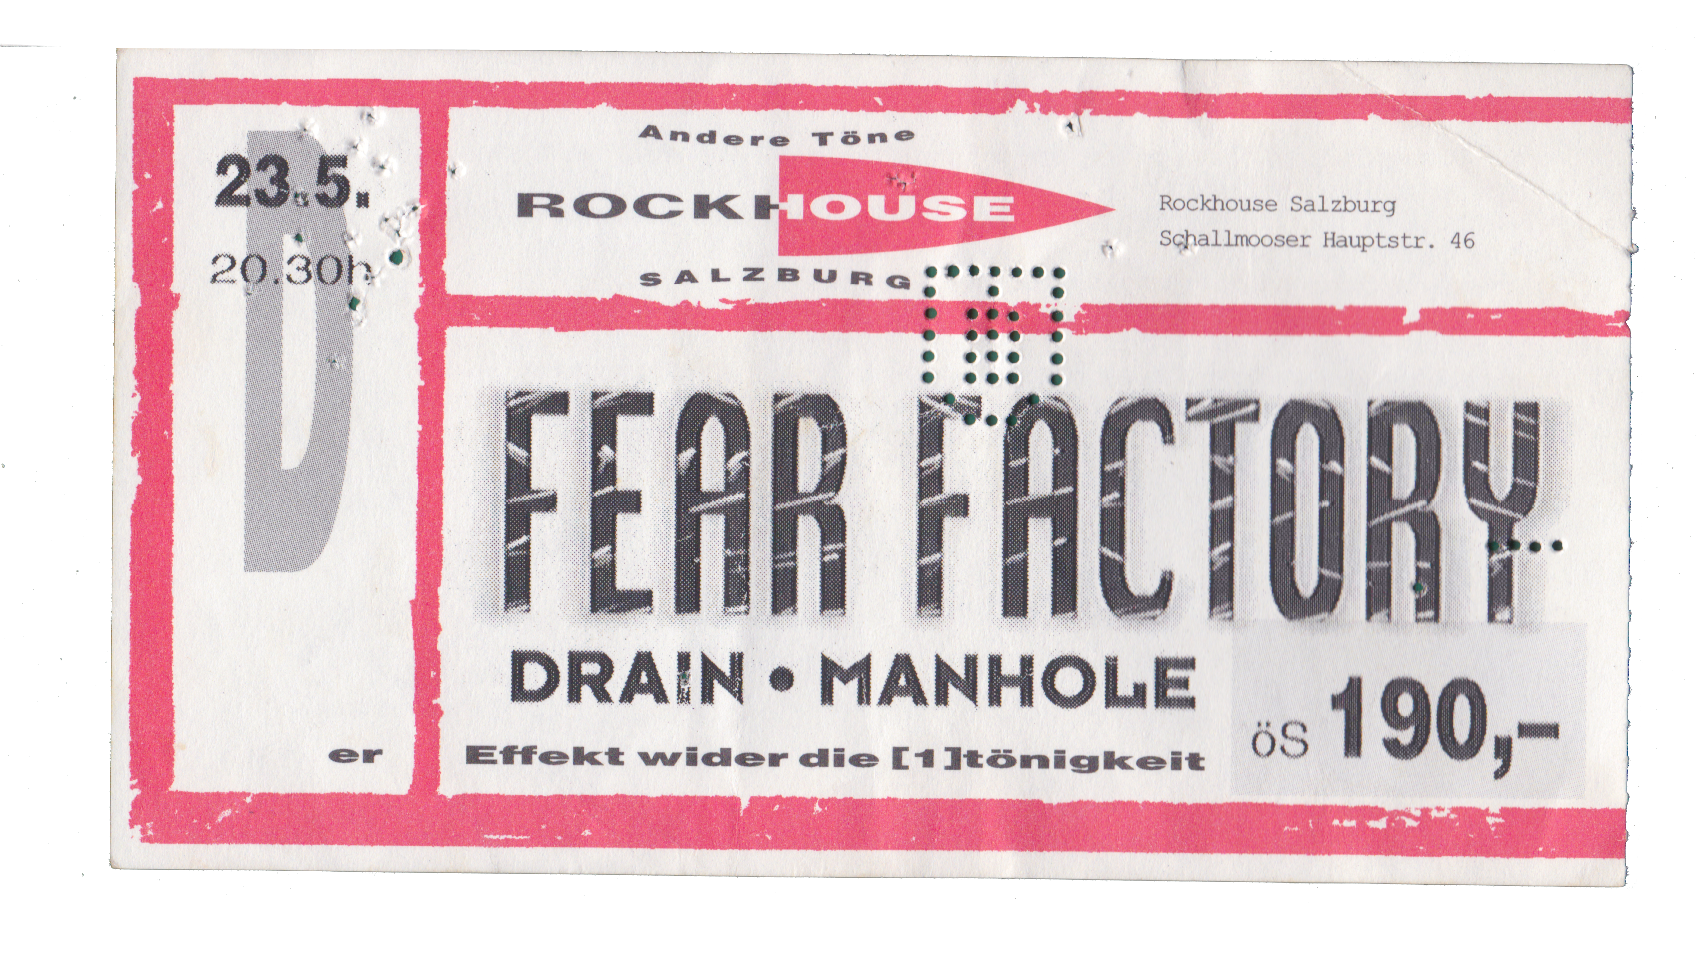 23.5.
20.30h
D
er
Andere Töne
ROCKHOUSE
SALZBURG
Rockhouse Salzburg
Schallmooser Hauptstr. 46
FEAR FACTORY
DRAIN • MANHOLE
Effekt wider die [1]tönigkeit
öS 190,-